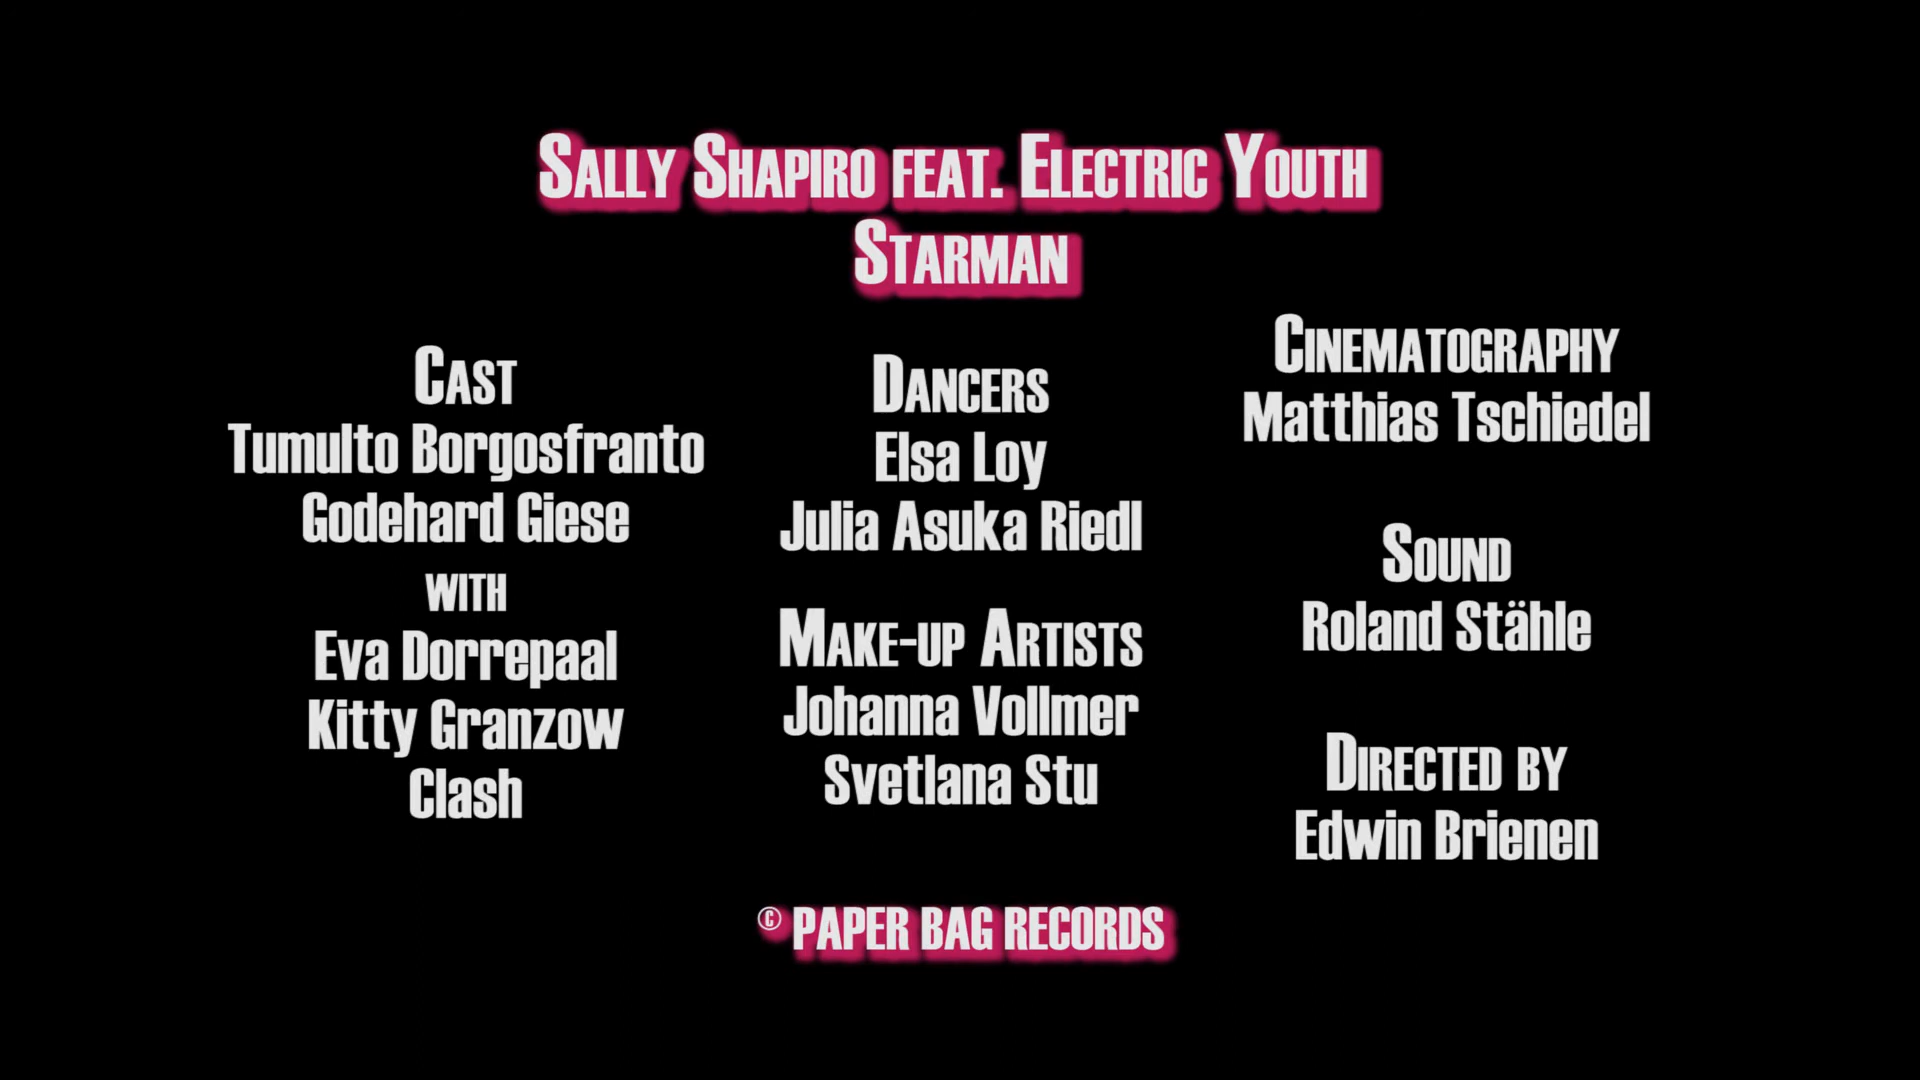 Sally Shapiro feat. Electric Youth
Starman
Cast
Tumulto Borgosfranto
Godehard Giese
with
Eva Dorrepaal
Kitty Granzow
Clash
Dancers
Elsa Loy
Julia Asuka Riedl
Make-up Artists
Johanna Vollmer
Svetlana Stu
Cinematography
Matthias Tschiedel
Sound
Roland Stähle
Directed by
Edwin Brienen
© PAPER BAG RECORDS